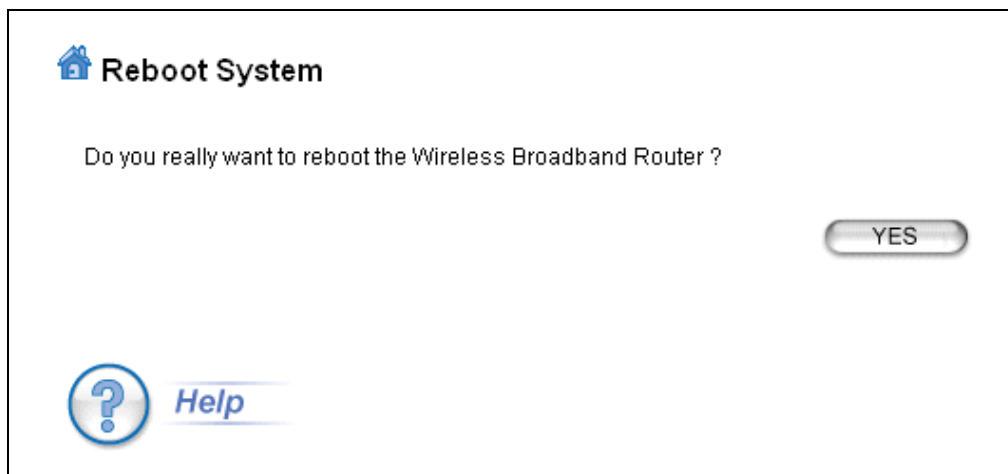 Reboot System
Do you really want to reboot the Wireless Broadband Router ?
YES
? Help